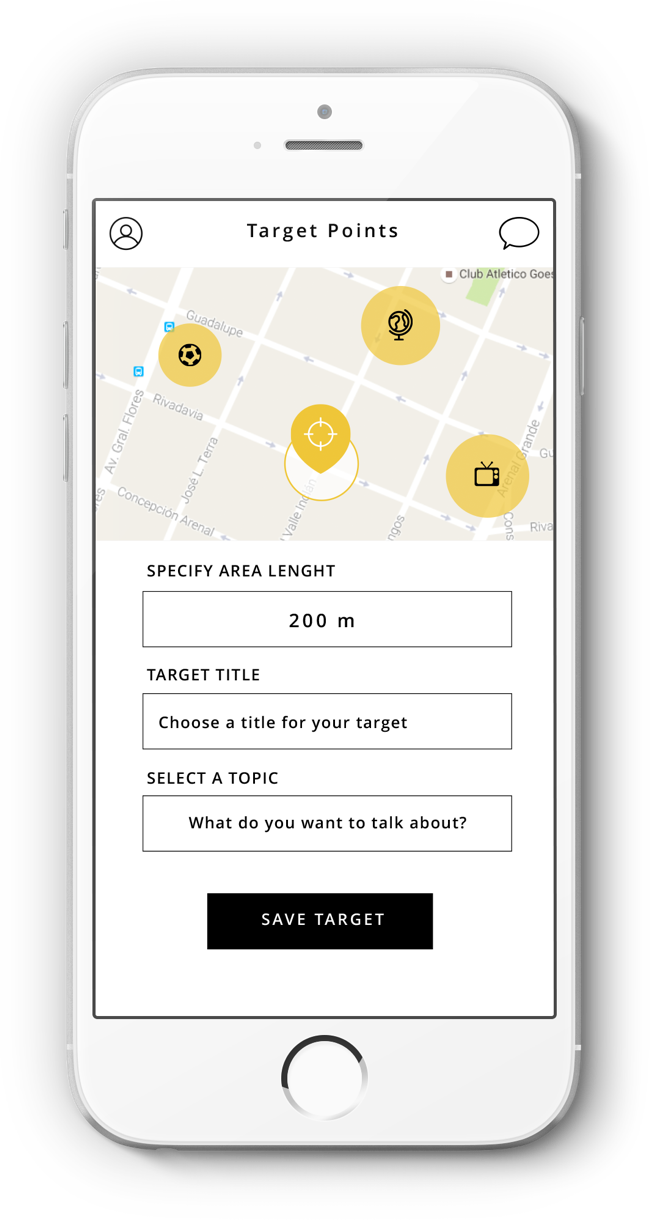 Target Points
Club Atletico Goes
Guadalupe
Rivadavia
Av. Gral. Flores
José L. Terra
Concepción Arenal
Valle Inclán
Arenal Grande
Gu
Riva
Cons
ngos
res
SPECIFY AREA LENGHT
200 m
TARGET TITLE
Choose a title for your target
SELECT A TOPIC
What do you want to talk about?
SAVE TARGET